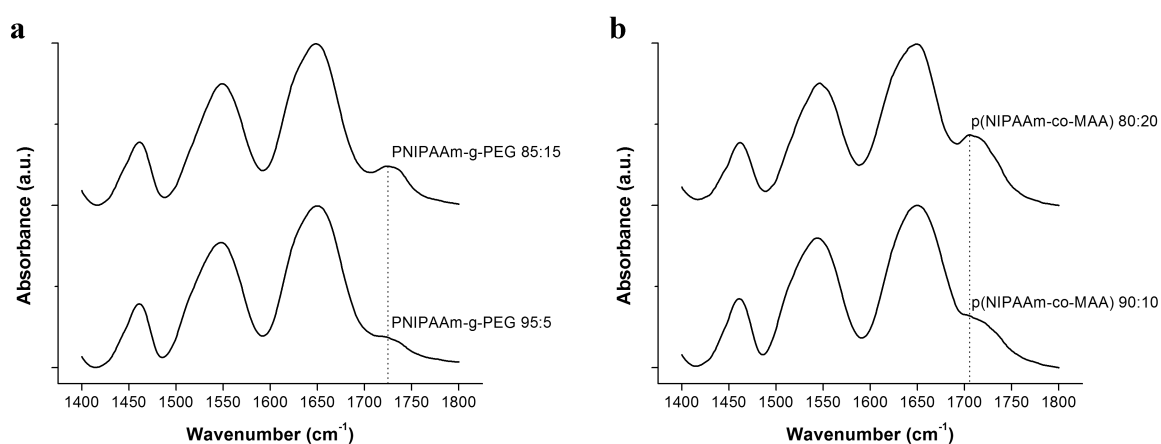 a
Absorbance (a.u.)
PNIPAAm-g-PEG 85:15
PNIPAAm-g-PEG 95:5
1400 1450 1500 1550 1600 1650 1700 1750 1800
Wavenumber (cm⁻¹)
b
Absorbance (a.u.)
p(NIPAAm-co-MAA) 80:20
p(NIPAAm-co-MAA) 90:10
1400 1450 1500 1550 1600 1650 1700 1750 1800
Wavenumber (cm⁻¹)